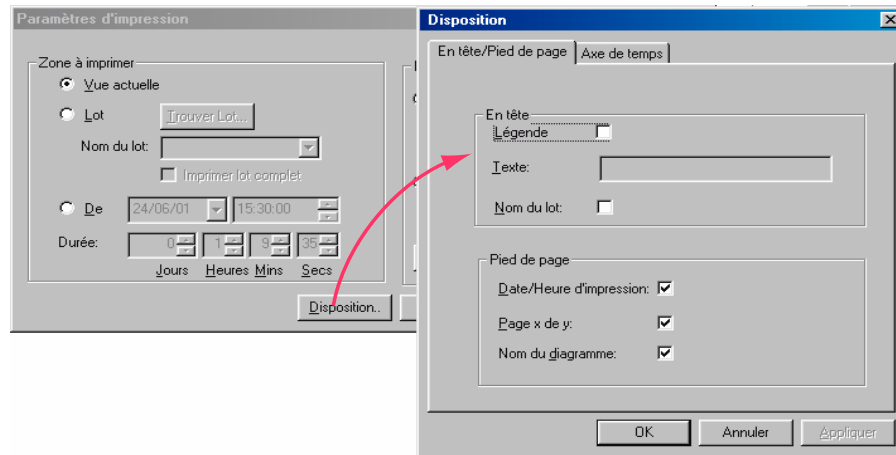 Paramètres d'impression
Zone à imprimer
Vue actuelle
Lot
Trouver Lot...
Nom du lot:
Imprimer lot complet
De
24/06/01
15:30:00
Durée:
0
1
9
35
Jours
Heures
Mins
Secs
Disposition..
Disposition
En tête/Pied de page
Axe de temps
En tête
Légende
Texte:
Nom du lot:
Pied de page
Date/Heure d'impression:
Page x de y:
Nom du diagramme:
OK
Annuler
Appliquer